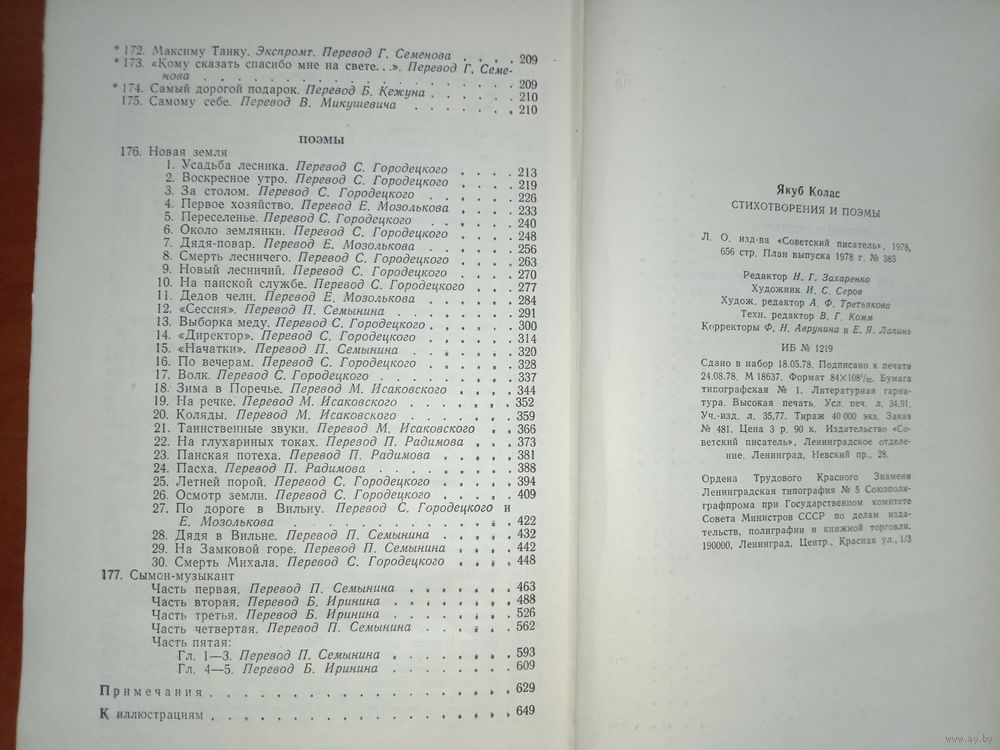 * 172. Максиму Танку. Экспромт. Перевод Г. Семенова . . . . 209
* 173. «Кому сказать спасибо мне на свете...». Перевод Г. Семе-
нова . . . . . . . . . . . . . . . . . . 209
* 174. Самый дорогой подарок. Перевод Б. Кежуна . . . . . . 210
175. Самому себе. Перевод В. Микушевича . . . . . . . 210
ПОЭМЫ
176. Новая земля
1. Усадьба лесника. Перевод С. Городецкого . . . . 213
2. Воскресное утро. Перевод С. Городецкого . . . . 219
3. За столом. Перевод С. Городецкого . . . . . 226
4. Первое хозяйство. Перевод Е. Мозолькова . . . . 233
5. Переселенье. Перевод С. Городецкого . . . . . 240
6. Около землянки. Перевод С. Городецкого . . . . 248
7. Дядя-повар. Перевод Е. Мозолькова . . . . . 256
8. Смерть лесничего. Перевод С. Городецкого . . . . 263
9. Новый лесничий. Перевод С. Городецкого . . . . 270
10. На панской службе. Перевод С. Городецкого . . . . 277
11. Дедов челн. Перевод Е. Мозолькова . . . . . 284
12. «Сессия». Перевод П. Семынина . . . . . . 291
13. Выборка меду. Перевод С. Городецкого . . . . . 300
14. «Директор». Перевод С. Городецкого . . . . . 314
15. «Начатки». Перевод П. Семынина . . . . . . 320
16. По вечерам. Перевод С. Городецкого . . . . . 328
17. Волк. Перевод С. Городецкого . . . . . . 337
18. Зима в Поречье. Перевод М. Исаковского . . . . 344
19. На речке. Перевод М. Исаковского . . . . . 352
20. Коляды. Перевод М. Исаковского . . . . . 359
21. Таинственные звуки. Перевод М. Исаковского . . . 366
22. На глухариных токах. Перевод П. Радимова . . . 373
23. Панская потеха. Перевод П. Радимова . . . . . 381
24. Пасха. Перевод П. Радимова . . . . . . . 388
25. Летней порой. Перевод С. Городецкого . . . . . 394
26. Осмотр земли. Перевод С. Городецкого . . . . . 409
27. По дороге в Вильну. Перевод С. Городецкого и
Е. Мозолькова . . . . . . . . . . . . 422
28. Дядя в Вильне. Перевод П. Семынина . . . . . 432
29. На Замковой горе. Перевод П. Семынина . . . . 442
30. Смерть Михала. Перевод С. Городецкого . . . . 448
177. Сымон-музыкант
Часть первая. Перевод П. Семынина . . . . . . 463
Часть вторая. Перевод Б. Иринина . . . . . . 488
Часть третья. Перевод Б. Иринина . . . . . . 526
Часть четвертая. Перевод П. Семынина . . . . . 562
Часть пятая:
Гл. 1—3. Перевод П. Семынина . . . . . . 593
Гл. 4—5. Перевод Б. Иринина . . . . . . 609
Примечания . . . . . . . . . . . . . . . . 629
К иллюстрациям . . . . . . . . . . . . . . . 649
Якуб Колас
СТИХОТВОРЕНИЯ И ПОЭМЫ
Л. О. изд-ва «Советский писатель», 1978,
656 стр. План выпуска 1978 г. № 383
Редактор Н. Г. Захаренко
Художник И. С. Серов
Худож. редактор А. Ф. Третьякова
Техн. редактор В. Г. Комм
Корректоры Ф. Н. Аврунина и Е. Я. Лапинь
ИБ № 1219
Сдано в набор 18.05.78. Подписано к печати
24.08.78. М 18637. Формат 84×108¹/₃₂. Бумага
типографская № 1. Литературная гарни-
тура. Высокая печать. Усл. печ. л. 34,91.
Уч.-изд. л. 35,77. Тираж 40 000 экз. Заказ
№ 481. Цена 3 р. 90 к. Издательство «Со-
ветский писатель», Ленинградское отделе-
ние. Ленинград, Невский пр., 28.
Ордена Трудового Красного Знамени
Ленинградская типография № 5 Союзполи-
графпрома при Государственном комитете
Совета Министров СССР по делам изда-
тельств, полиграфии и книжной торговли.
190000, Ленинград, Центр., Красная ул., 1/3
www.ay.by